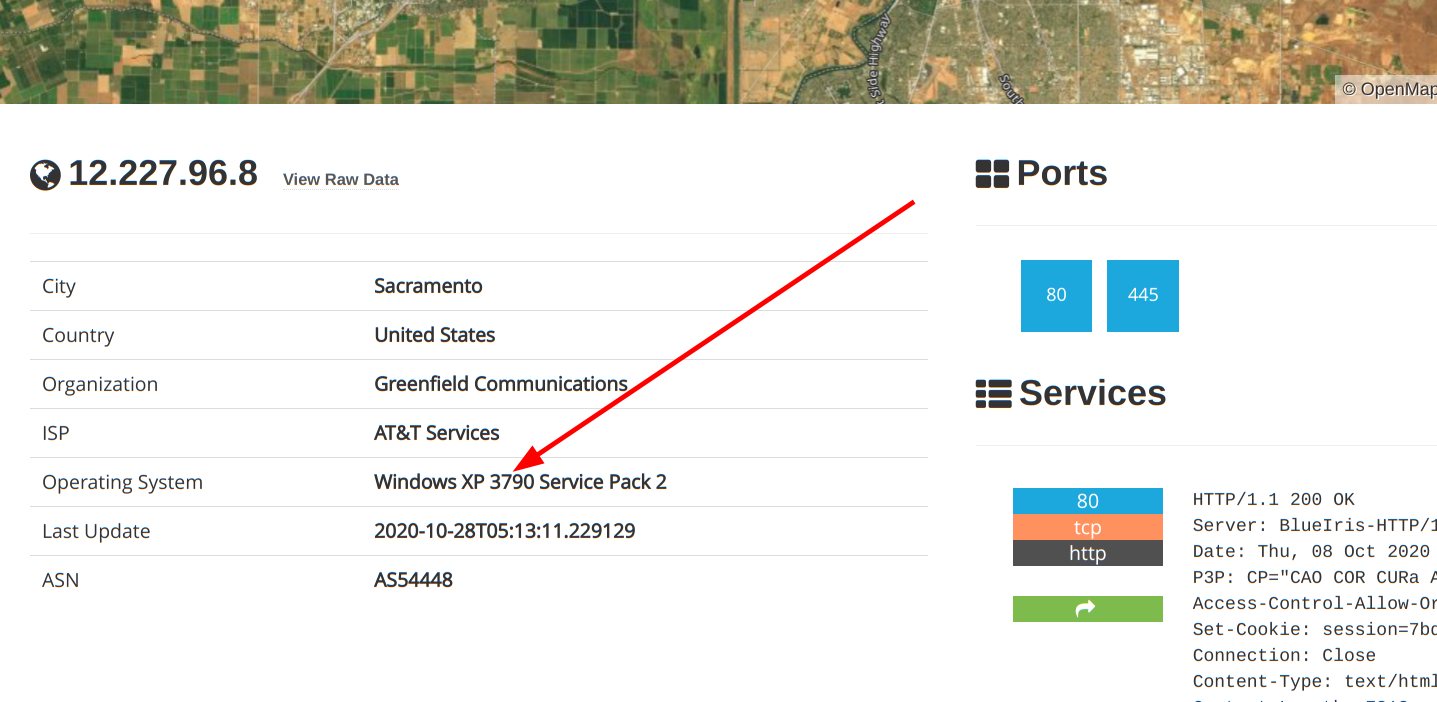 Side Highway
South
© OpenMap
12.227.96.8 View Raw Data
City Sacramento
Country United States
Organization Greenfield Communications
ISP AT&T Services
Operating System Windows XP 3790 Service Pack 2
Last Update 2020-10-28T05:13:11.229129
ASN AS54448
Ports
80 445
Services
80
tcp
http
HTTP/1.1 200 OK
Server: BlueIris-HTTP/1
Date: Thu, 08 Oct 2020
P3P: CP="CAO COR CURa A
Access-Control-Allow-Or
Set-Cookie: session=7bd
Connection: Close
Content-Type: text/html